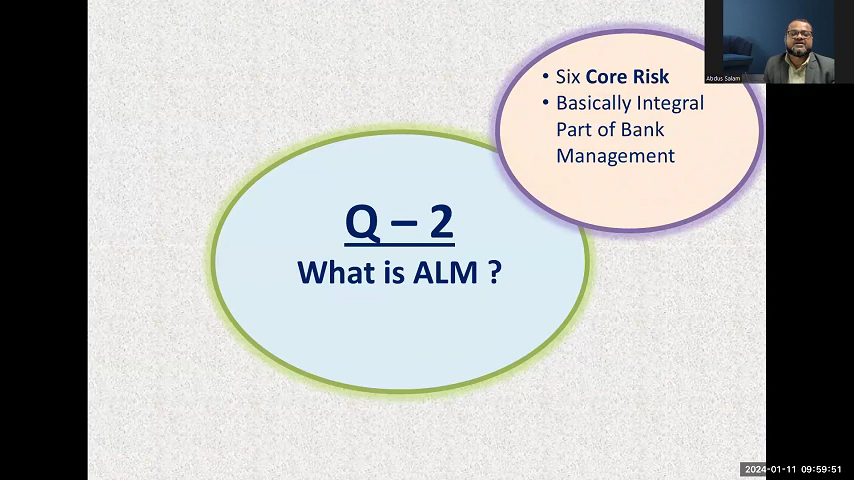 • Six Core Risk
• Basically Integral
Part of Bank
Management
Abdus Salam
Q – 2
What is ALM ?
2024-01-11 09:59:51